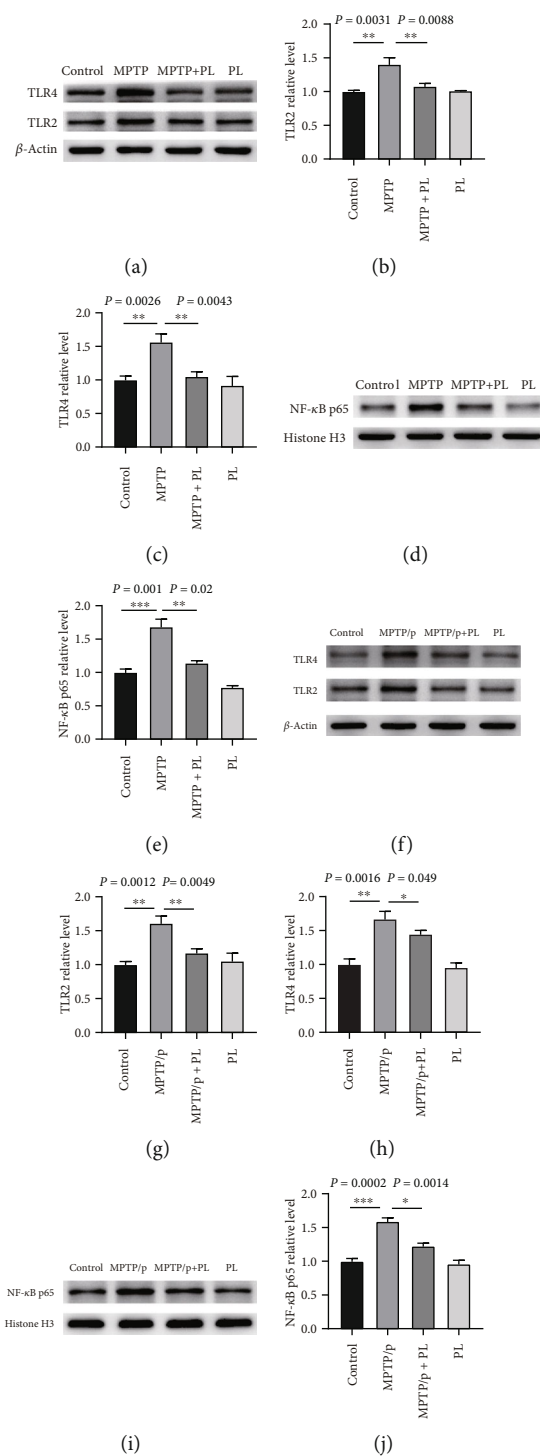 Control MPTP MPTP+PL PL
TLR4
TLR2
β-Actin
(a)
P = 0.0031 P = 0.0088
** **
TLR2 relative level
2.0
1.5
1.0
0.5
0.0
Control
MPTP
MPTP + PL
PL
(b)
P = 0.0026 P = 0.0043
** **
TLR4 relative level
2.0
1.5
1.0
0.5
0.0
Control
MPTP
MPTP + PL
PL
(c)
Control MPTP MPTP+PL PL
NF-κB p65
Histone H3
(d)
P = 0.001 P = 0.02
*** **
NF-κB p65 relative level
2.0
1.5
1.0
0.5
0.0
Control
MPTP
MPTP + PL
PL
(e)
Control MPTP/p MPTP/p+PL PL
TLR4
TLR2
β-Actin
(f)
P = 0.0012 P= 0.0049
** **
TLR2 relative level
2.0
1.5
1.0
0.5
0.0
Control
MPTP/p
MPTP/p + PL
PL
(g)
P = 0.0016 P = 0.049
** *
TLR4 relative level
2.0
1.5
1.0
0.5
0.0
Control
MPTP/p
MPTP/p+PL
PL
(h)
Control MPTP/p MPTP/p+PL PL
NF-κB p65
Histone H3
(i)
P = 0.0002 P = 0.0014
*** *
NF-κB p65 relative level
2.0
1.5
1.0
0.5
0.0
Control
MPTP/p
MPTP/p + PL
PL
(j)